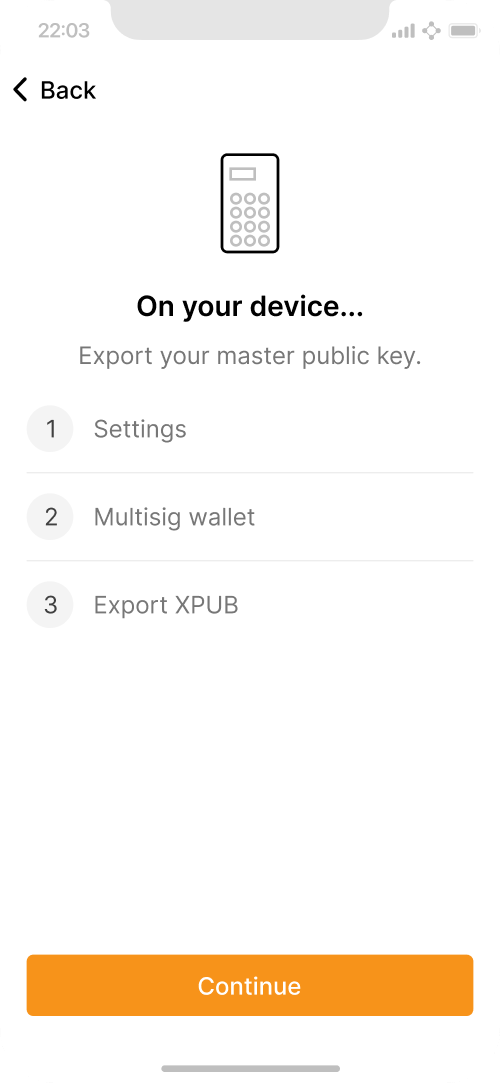 22:03
Back
On your device...
Export your master public key.
1 Settings
2 Multisig wallet
3 Export XPUB
Continue